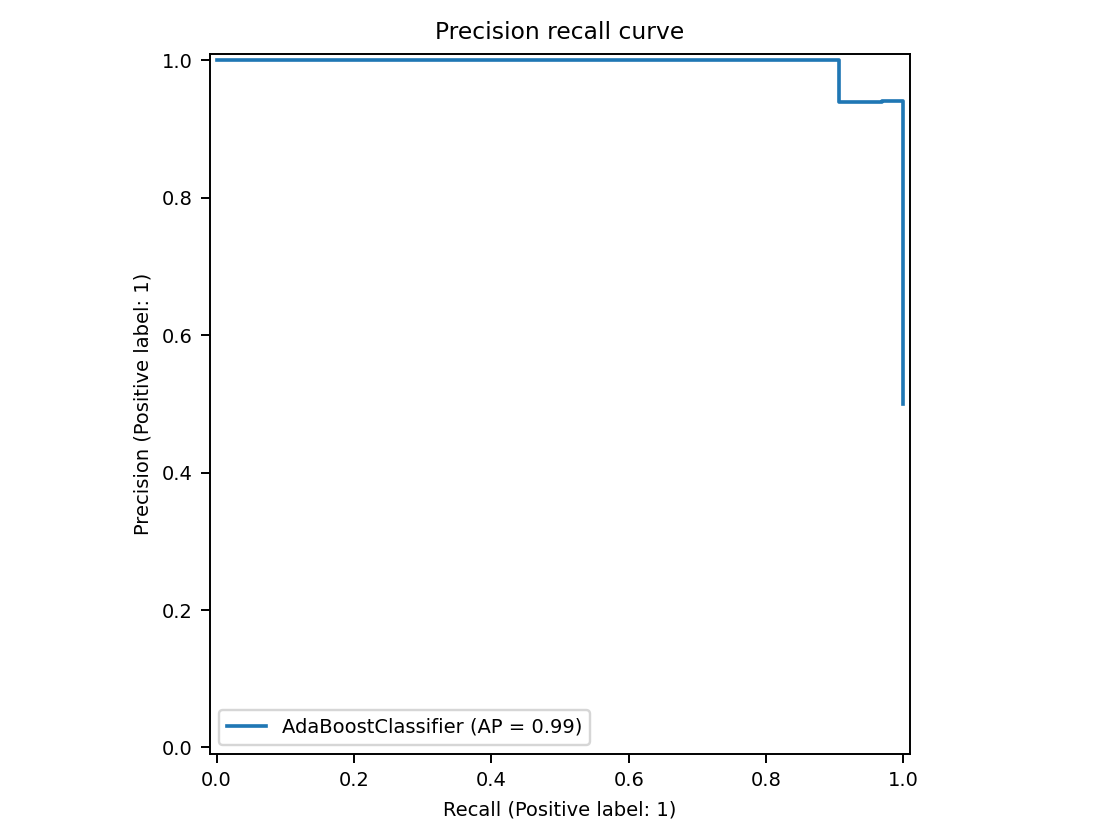 Precision recall curve
1.0
0.8
0.6
0.4
0.2
0.0
Precision (Positive label: 1)
AdaBoostClassifier (AP = 0.99)
0.0 0.2 0.4 0.6 0.8 1.0
Recall (Positive label: 1)